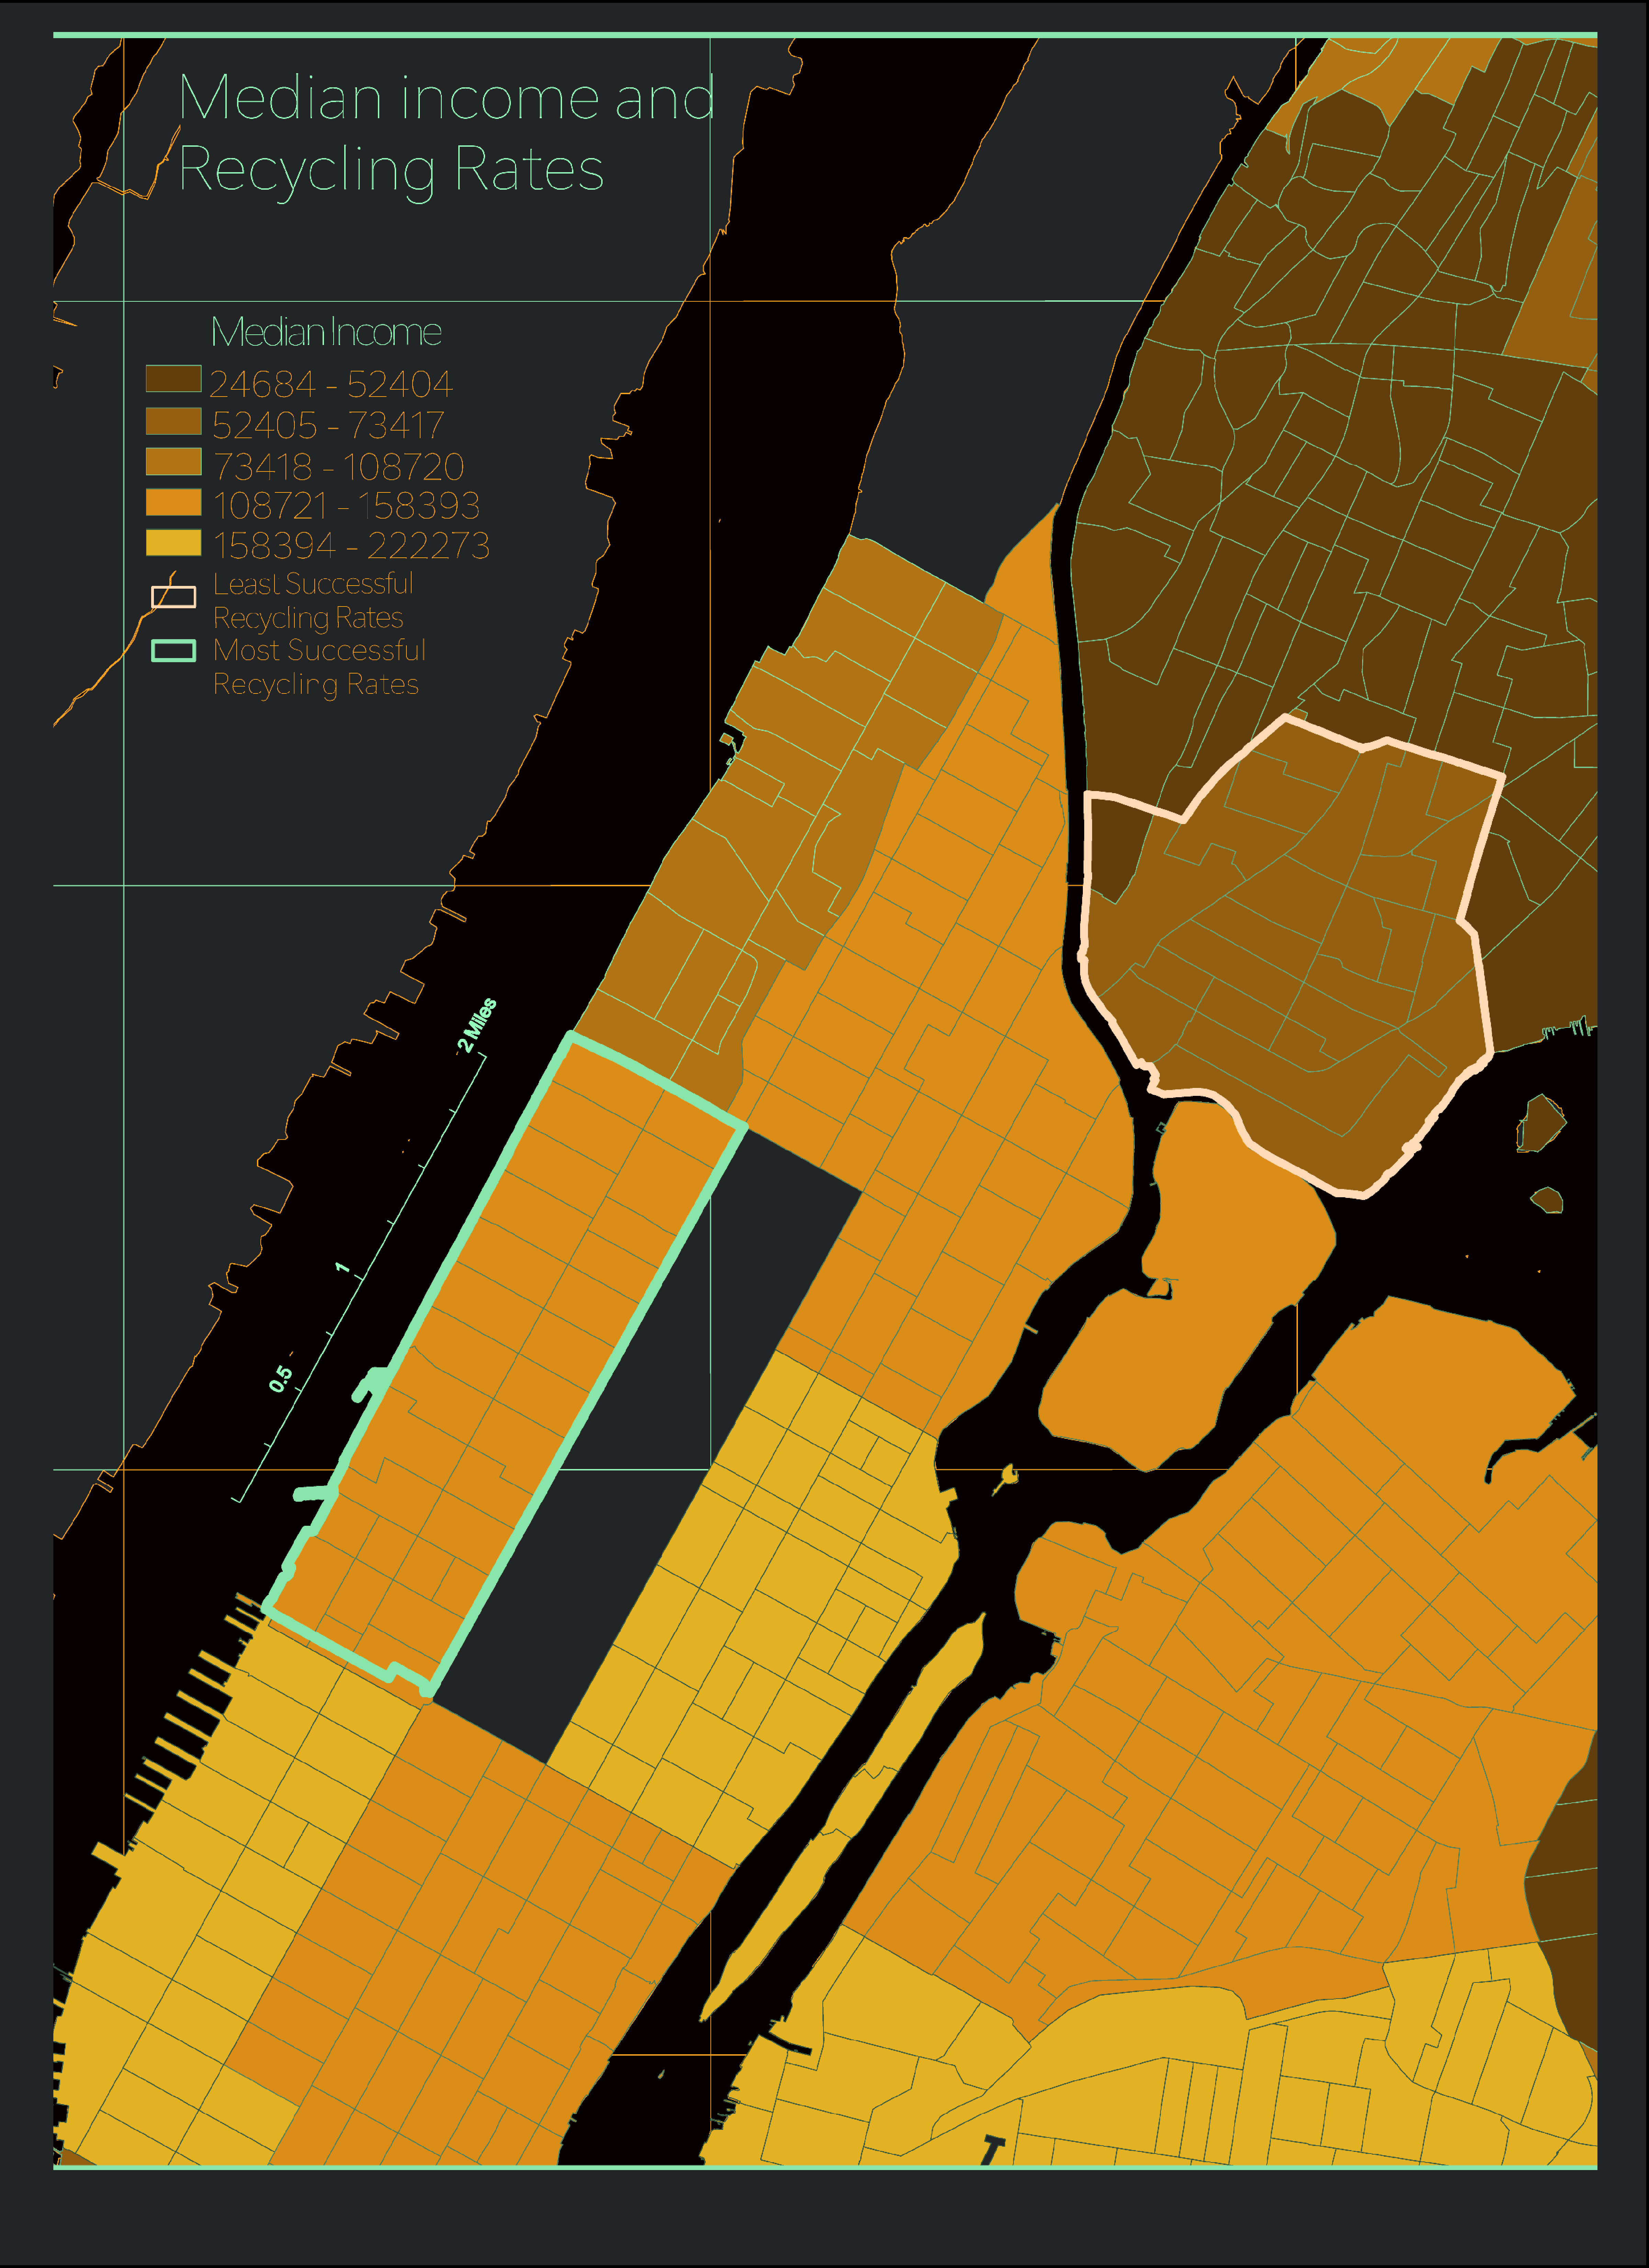 Median income and
Recycling Rates
Median Income
24684 - 52404
52405 - 73417
73418 - 108720
108721 - 158393
158394 - 222273
Least Successful
Recycling Rates
Most Successful
Recycling Rates
2 Miles
1
0.5